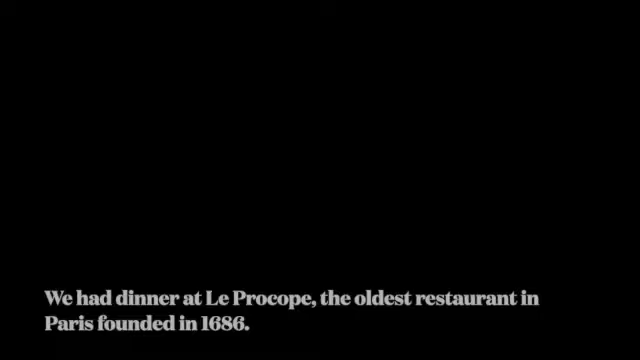 We had dinner at Le Procope, the oldest restaurant in
Paris founded in 1686.